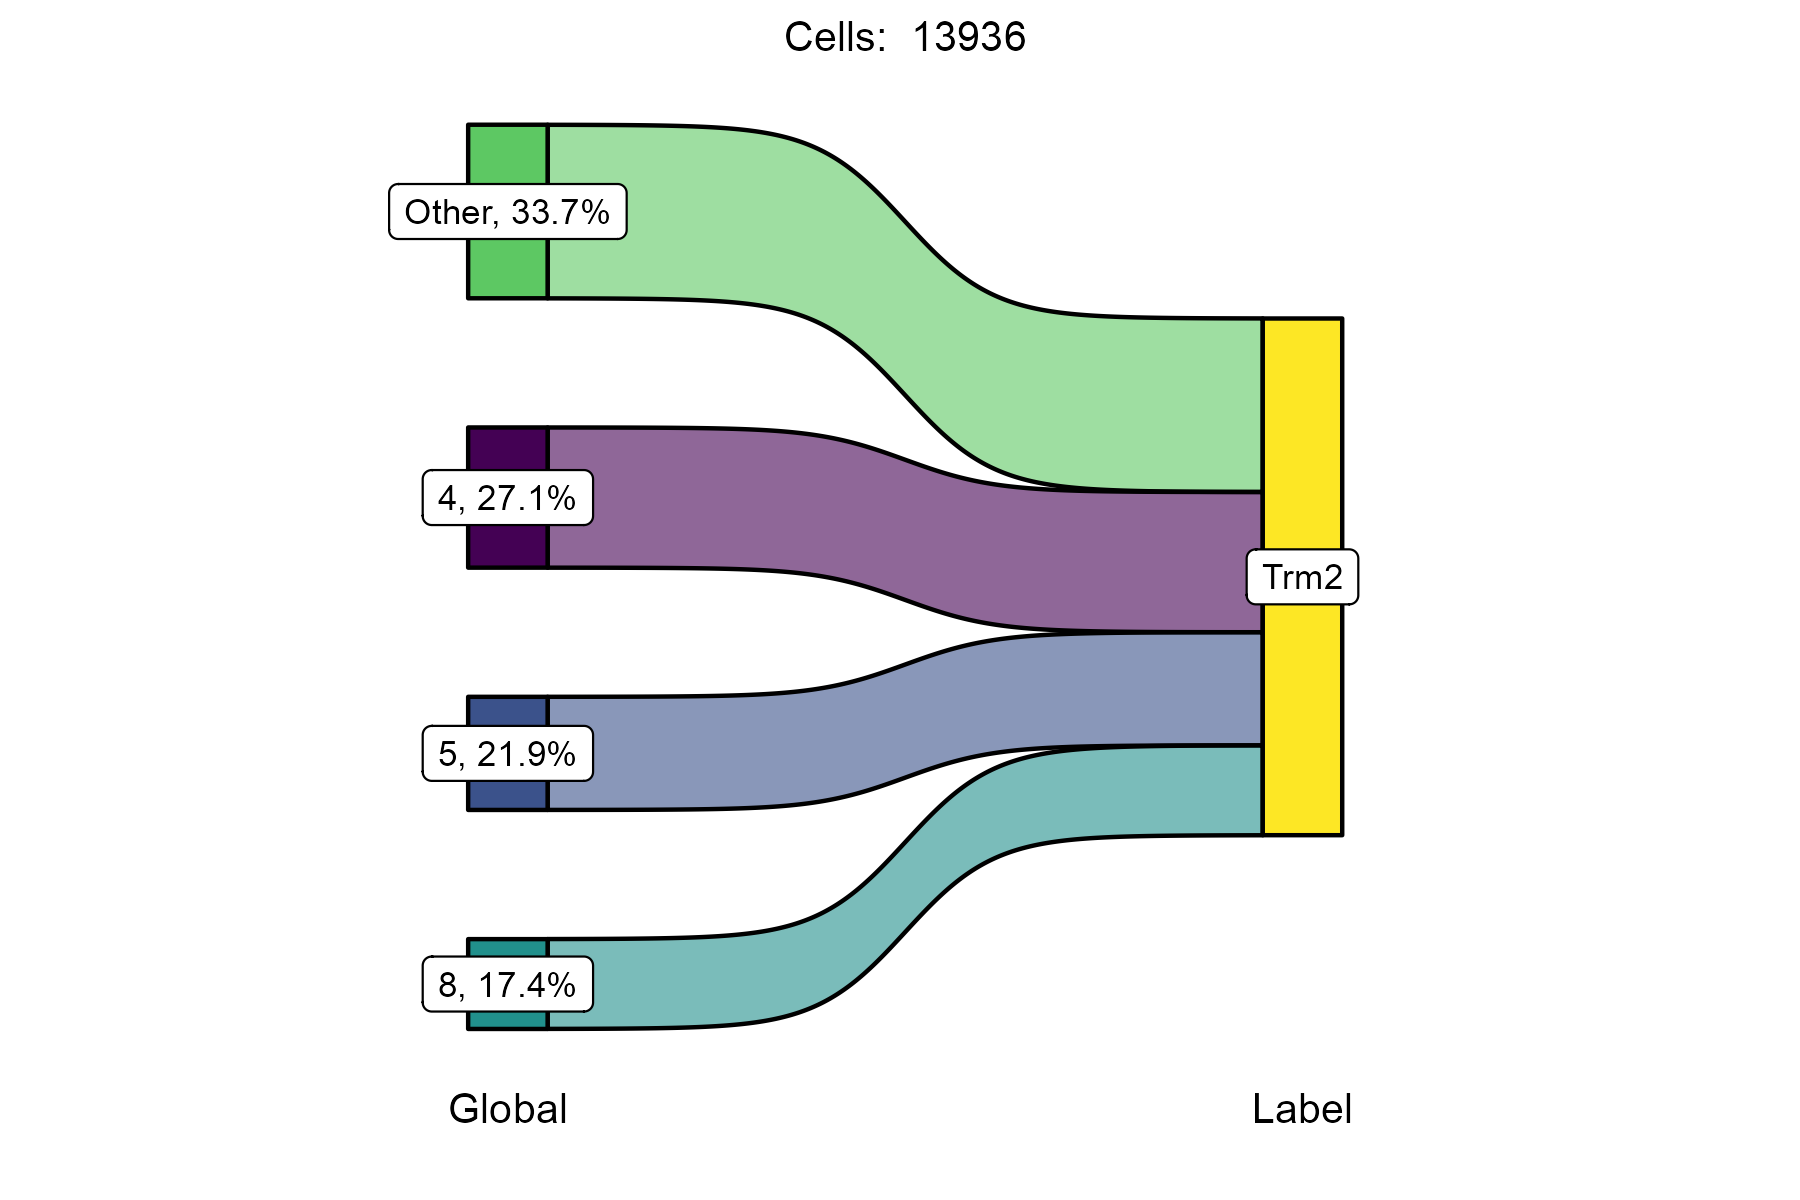 Cells:  13936
Other, 33.7%
4, 27.1%
Trm2
5, 21.9%
8, 17.4%
Global
Label